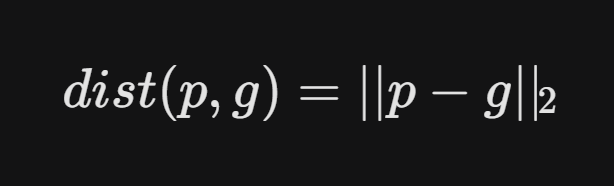 dist(p, g) = ||p − g||₂